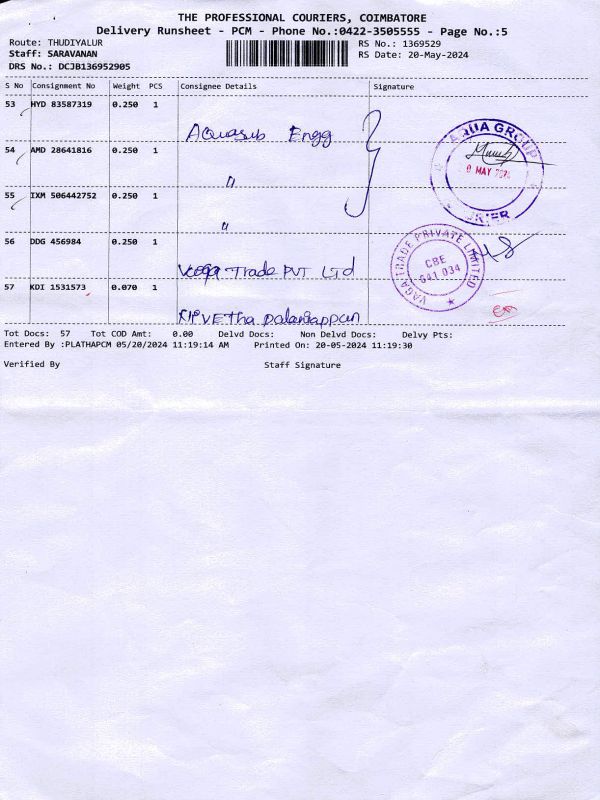 THE PROFESSIONAL COURIERS, COIMBATORE
Delivery Runsheet - PCM - Phone No.:0422-3505555 - Page No.:5
Route: THUDIYALUR RS No.: 1369529
Staff: SARAVANAN RS Date: 20-May-2024
DRS No.: DCJB136952905
S No Consignment No Weight PCS Consignee Details Signature
53 HYD 83587319 0.250 1
Aquasub Engg
AQUA GROUP
MAY
54 AMD 28641816 0.250 1
"
55 IXM 506442752 0.250 1
"
56 DDG 456984 0.250 1
Vaga Trade PVT Ltd
VAGA TRADE PRIVATE LIMITED
CBE
641 034
57 KDI 1531573 0.070 1
Palaniappan
Tot Docs: 57 Tot COD Amt: 0.00 Delvd Docs: Non Delvd Docs: Delvy Pts:
Entered By :PLATHAPCM 05/20/2024 11:19:14 AM Printed On: 20-05-2024 11:19:30
Verified By Staff Signature